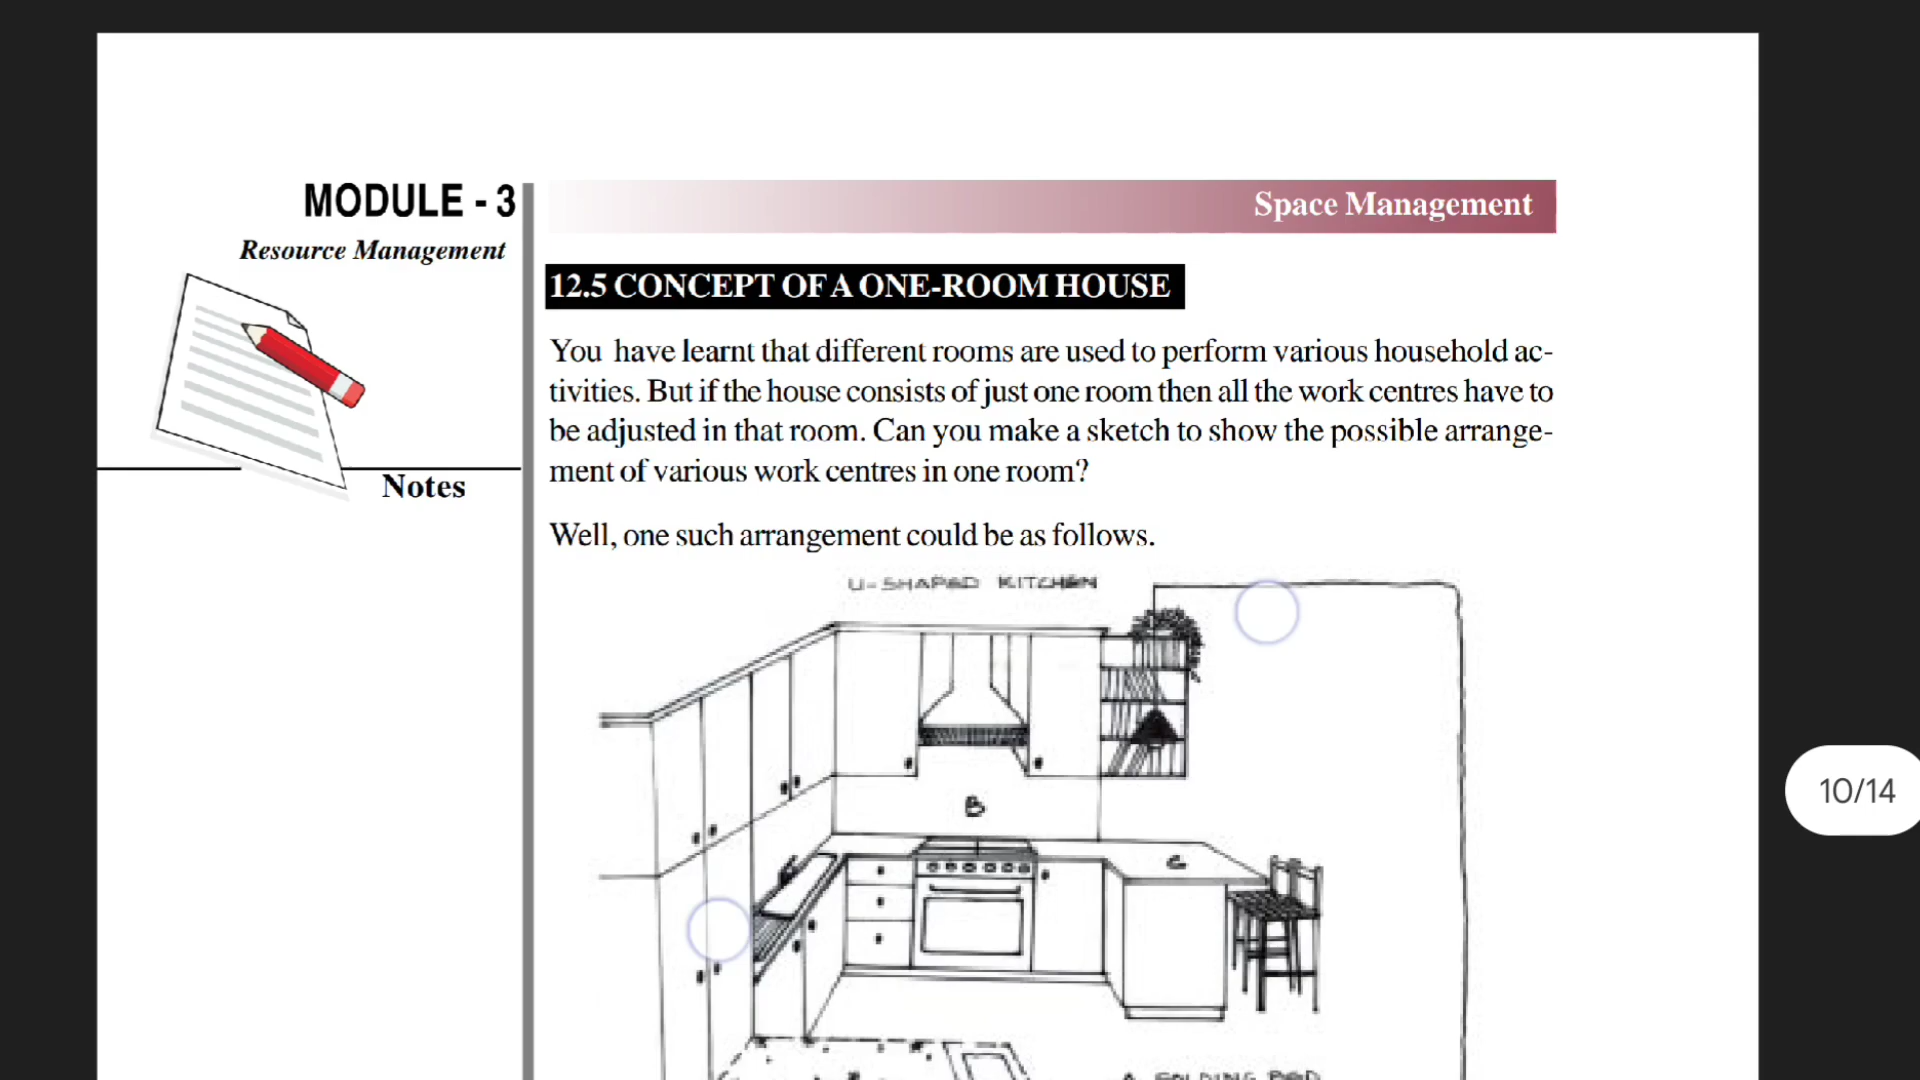 MODULE - 3
Resource Management
Notes
Space Management
12.5 CONCEPT OF A ONE-ROOM HOUSE
You have learnt that different rooms are used to perform various household ac-
tivities. But if the house consists of just one room then all the work centres have to
be adjusted in that room. Can you make a sketch to show the possible arrange-
ment of various work centres in one room?
Well, one such arrangement could be as follows.
U-SHAPED KITCHEN
B
C
A FOLDING BED
10/14